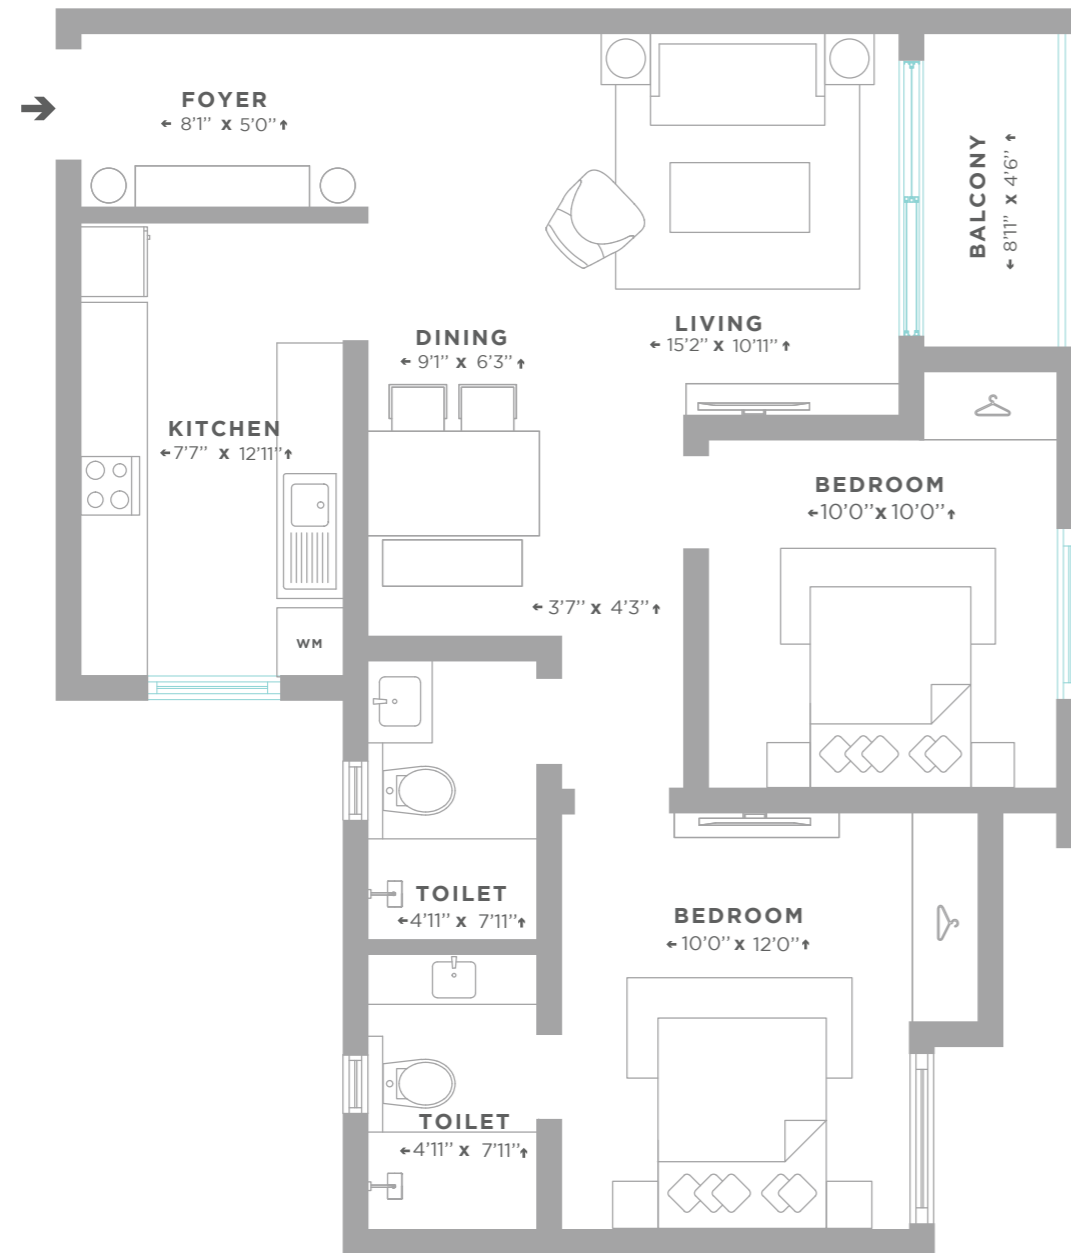 FOYER
8'1" x 5'0"
BALCONY
8'11" x 4'6"
LIVING
15'2" x 10'11"
DINING
9'1" x 6'3"
KITCHEN
7'7" x 12'11"
BEDROOM
10'0" x 10'0"
3'7" x 4'3"
WM
TOILET
4'11" x 7'11"
BEDROOM
10'0" x 12'0"
TOILET
4'11" x 7'11"